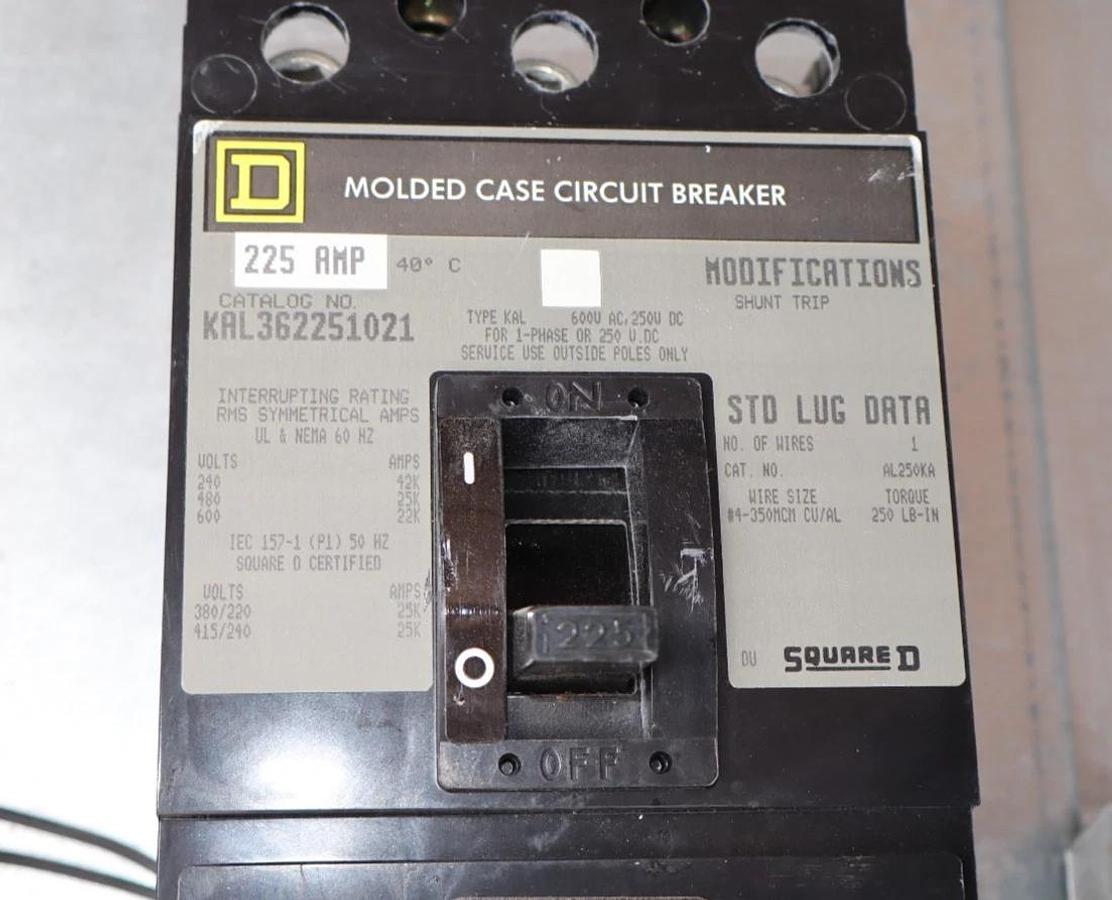 D
MOLDED CASE CIRCUIT BREAKER
225 AMP 40° C
CATALOG NO.
KAL362251021
TYPE KAL 600V AC, 250V DC
FOR 1-PHASE OR 250 V.DC
SERVICE USE OUTSIDE POLES ONLY
MODIFICATIONS
SHUNT TRIP
INTERRUPTING RATING
RMS SYMMETRICAL AMPS
UL & NEMA 60 HZ
VOLTS AMPS
240 42K
480 25K
600 22K
IEC 157-1 (P1) 50 HZ
SQUARE D CERTIFIED
VOLTS AMPS
380/220 25K
415/240 25K
ON
I
225
O
OFF
STD LUG DATA
NO. OF WIRES 1
CAT. NO. AL250KA
WIRE SIZE TORQUE
#4-350MCM CU/AL 250 LB-IN
DU SQUARE D